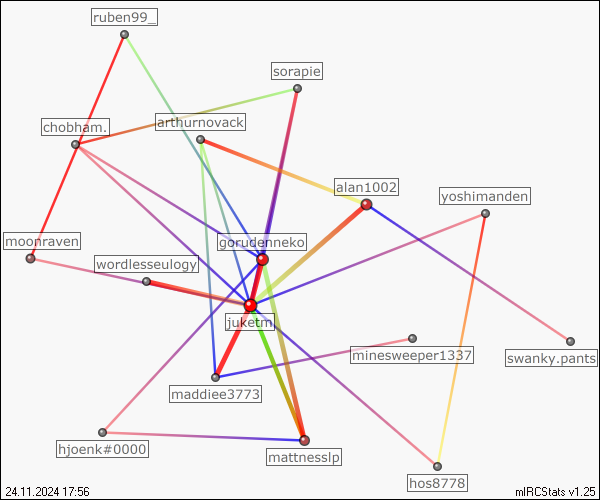 ruben99_
sorapie
chobham.
arthurnovack
alan1002
yoshimanden
moonraven
gorudenneko
wordlesseulogy
juketm
minesweeper1337
swanky.pants
maddiee3773
hjoenk#0000
mattnesslp
hos8778
24.11.2024 17:56
mIRCStats v1.25